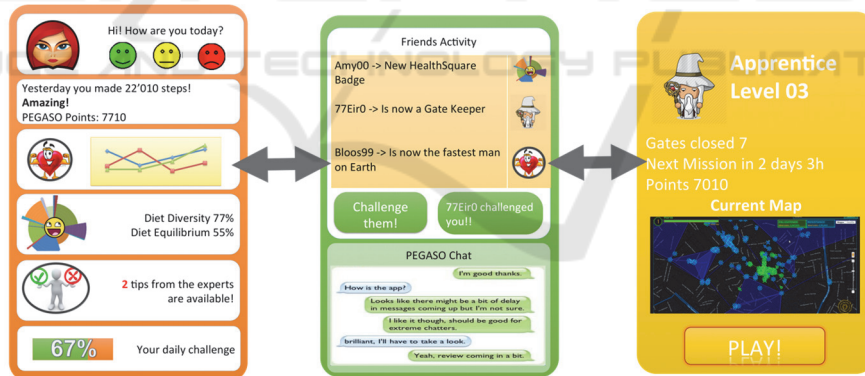 Hi! How are you today?
Yesterday you made 22'010 steps!
Amazing!
PEGASO Points: 7710
Diet Diversity 77%
Diet Equilibrium 55%
2 tips from the experts
are available!
67%
Your daily challenge
Friends Activity
Amy00 -> New HealthSquare
Badge
77Eir0 -> Is now a Gate Keeper
Bloos99 -> Is now the fastest man
on Earth
Challenge
them!
77Eir0 challenged
you!!
PEGASO Chat
I'm good thanks.
How is the app?
Looks like there might be a bit of delay
in messages coming up but I'm not sure.
I like it though, should be good for
extreme chatters.
brilliant, I'll have to take a look.
Yeah, review coming in a bit.
Apprentice
Level 03
Gates closed 7
Next Mission in 2 days 3h
Points 7010
Current Map
PLAY!